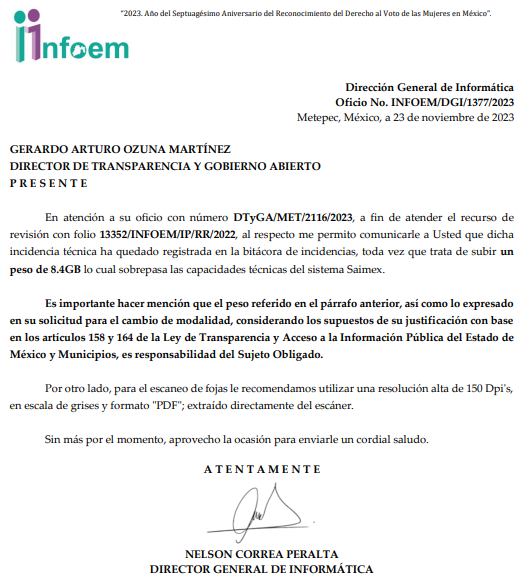 "2023. Año del Septuagésimo Aniversario del Reconocimiento del Derecho al Voto de las Mujeres en México".
infoem
Dirección General de Informática
Oficio No. INFOEM/DGI/1377/2023
Metepec, México, a 23 de noviembre de 2023
GERARDO ARTURO OZUNA MARTÍNEZ
DIRECTOR DE TRANSPARENCIA Y GOBIERNO ABIERTO
P R E S E N T E
En atención a su oficio con número DTyGA/MET/2116/2023, a fin de atender el recurso de
revisión con folio 13352/INFOEM/IP/RR/2022, al respecto me permito comunicarle a Usted que dicha
incidencia técnica ha quedado registrada en la bitácora de incidencias, toda vez que trata de subir un
peso de 8.4GB lo cual sobrepasa las capacidades técnicas del sistema Saimex.
Es importante hacer mención que el peso referido en el párrafo anterior, así como lo expresado
en su solicitud para el cambio de modalidad, considerando los supuestos de su justificación con base
en los artículos 158 y 164 de la Ley de Transparencia y Acceso a la Información Pública del Estado de
México y Municipios, es responsabilidad del Sujeto Obligado.
Por otro lado, para el escaneo de fojas le recomendamos utilizar una resolución alta de 150 Dpi's,
en escala de grises y formato "PDF"; extraído directamente del escáner.
Sin más por el momento, aprovecho la ocasión para enviarle un cordial saludo.
A T E N T A M E N T E
NELSON CORREA PERALTA
DIRECTOR GENERAL DE INFORMÁTICA